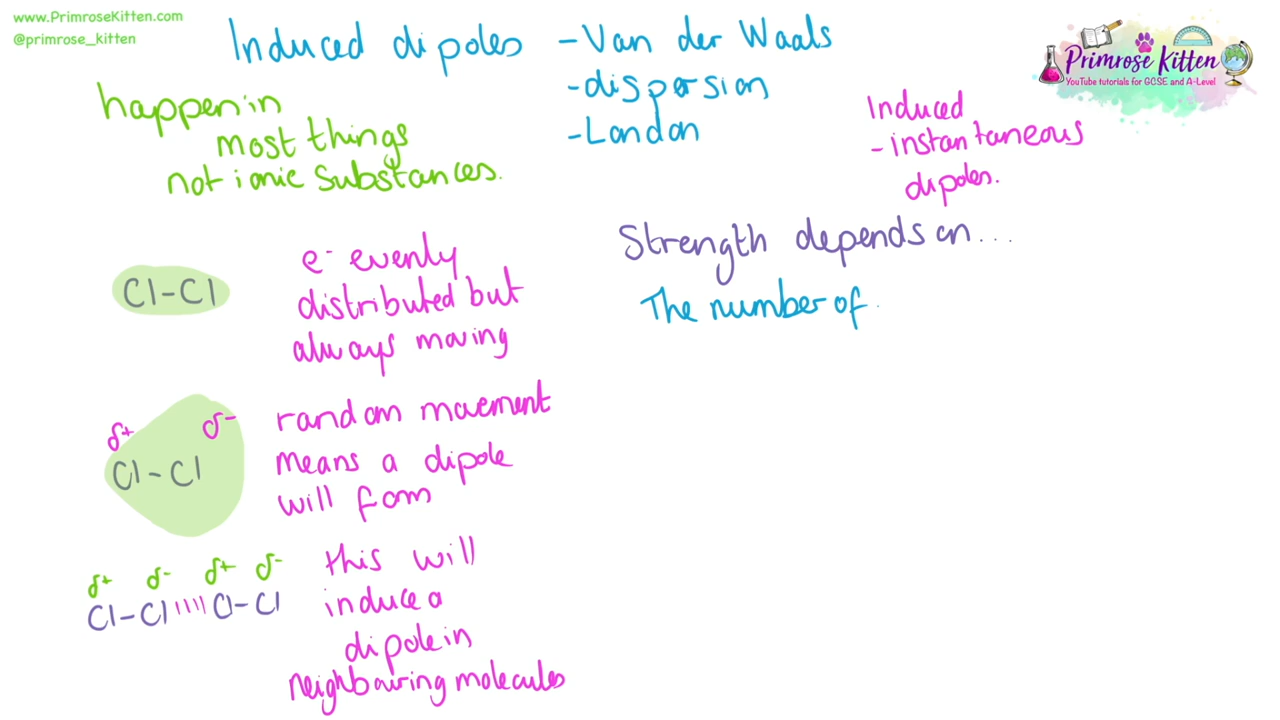 www.PrimroseKitten.com
@primrose_kitten
Induced dipoles
-Van der Waals
-dispersion
-London
Primrose Kitten
YouTube tutorials for GCSE and A-Level
happen in
most things
not ionic substances.
Induced
-instantaneous
dipoles.
Strength depends on...
The number of
Cl-Cl
e- evenly
distributed but
always moving
δ+ δ-
Cl-Cl
random movement
means a dipole
will form
δ+ δ- δ+ δ-
Cl-Cl Cl-Cl
this will
induce a
dipole in
neighbouring molecules